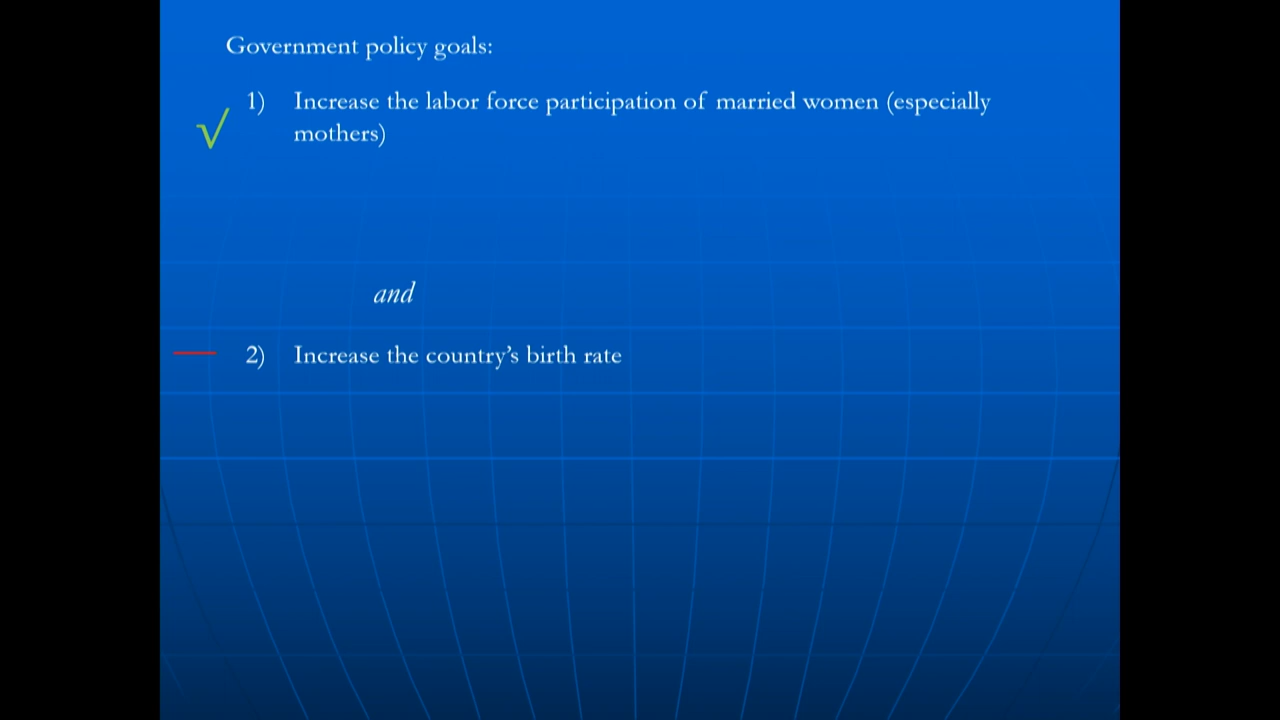 Government policy goals:
1) Increase the labor force participation of married women (especially
mothers)
√
and
— 2) Increase the country's birth rate